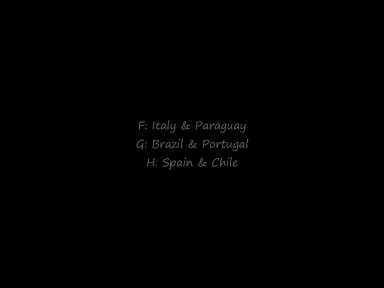 F: Italy & Paraguay
G: Brazil & Portugal
H: Spain & Chile